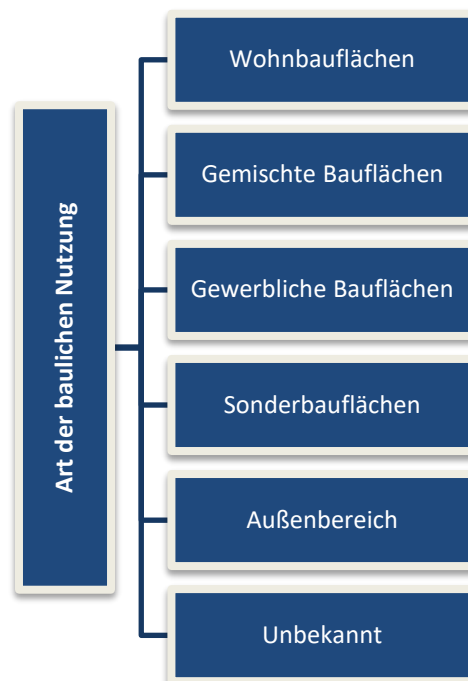 Art der baulichen Nutzung
Wohnbauflächen
Gemischte Bauflächen
Gewerbliche Bauflächen
Sonderbauflächen
Außenbereich
Unbekannt